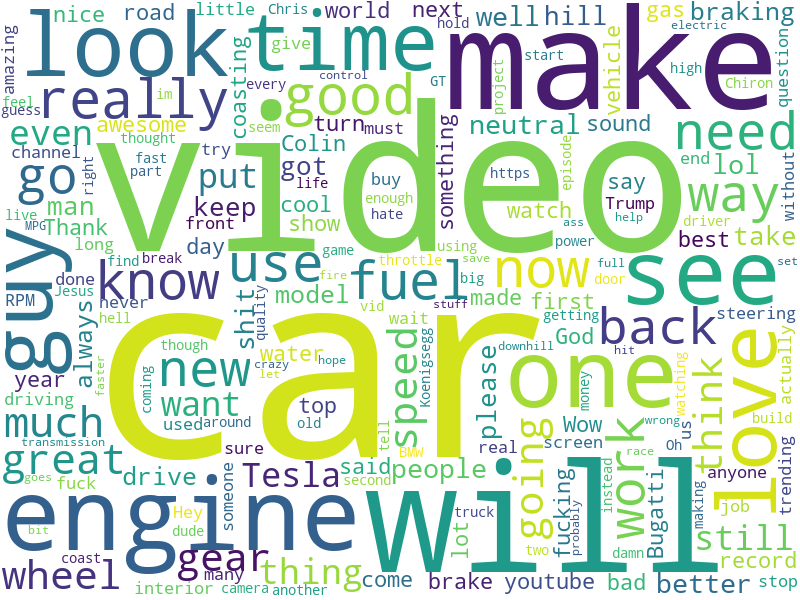 nice road little Chris world next well hill gas braking
amazing
look time make
hold electric
every give start
control GT project high Chiron
feel guess im really coasting good vehicle question
even awesome seem turn must neutral sound need
channel thought Colin something end lol
fast try got episode
go part right put life buy https say way without
man video enough
Thank live keep cool hate watch Trump ass driver
long MPG front show help best take
day game using power
guy find break know use fuel now see
done never throttle save big door full set
RPM Jesus model made first back steering
always hell shit quality vid stuff wait getting God
though fire
year new water speed Koenigsegg please downhill hit us love
driving faster coming crazy hope let car one money think watching actually
want top old Wow build
much used around tell BMW screen work wrong
transmission sure real race Oh
great goes drive Tesla said people going instead anyone trending
fuck someone second fucking Bugatti
engine Hey will truck probably making job
bit dude lot two damn still
wheel coast gear many thing come brake youtube bad better record
interior camera another stop